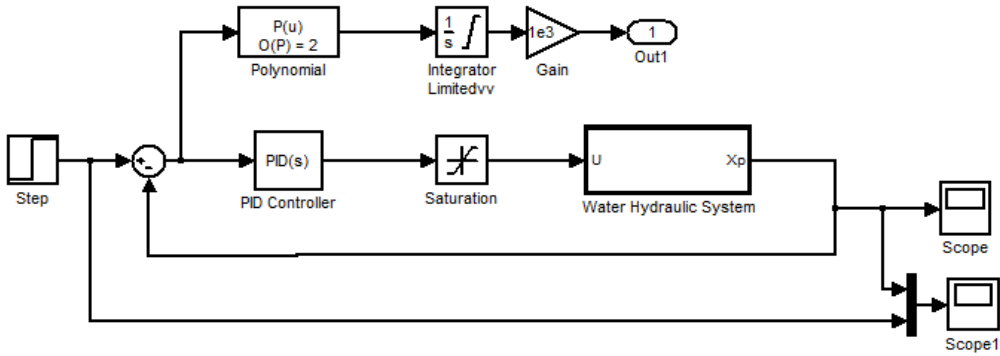 P(u)
O(P) = 2
Polynomial
1
s
Integrator
Limitedvv
1e3
Gain
1
Out1
Step
+
-
PID(s)
PID Controller
Saturation
U
Xp
Water Hydraulic System
Scope
Scope1